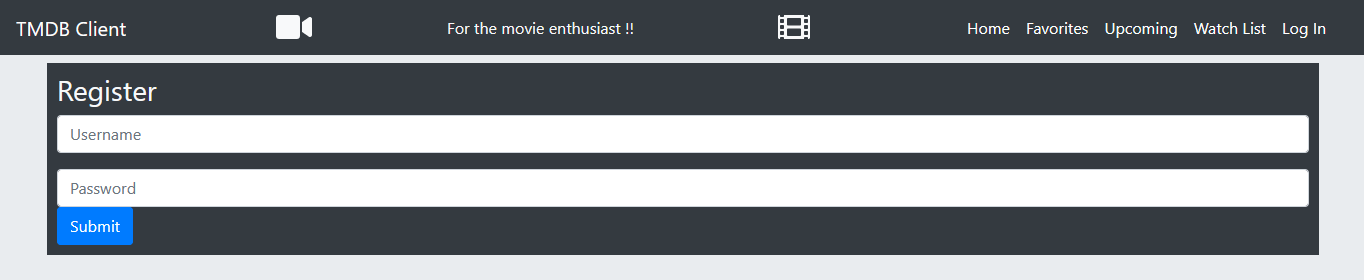 TMDB Client For the movie enthusiast !! Home Favorites Upcoming Watch List Log In
Register
Username
Password
Submit